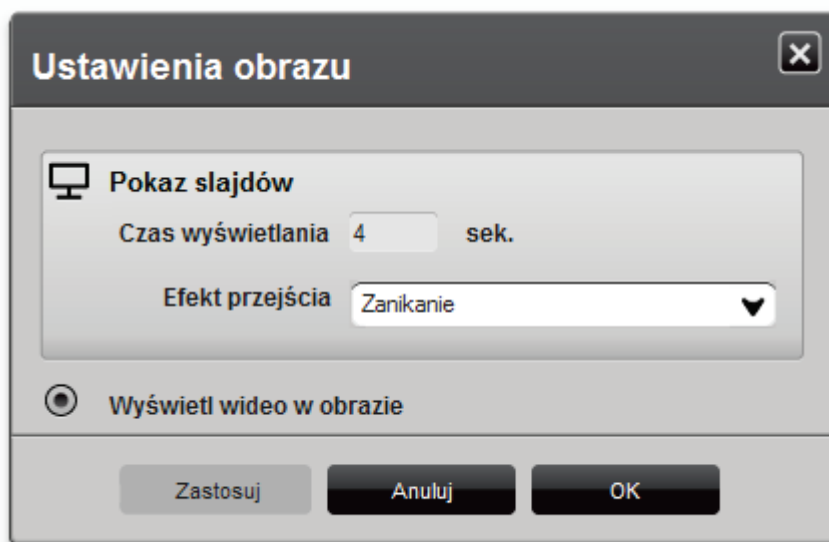 Ustawienia obrazu
Pokaz slajdów
Czas wyświetlania 4 sek.
Efekt przejścia Zanikanie
Wyświetl wideo w obrazie
Zastosuj Anuluj OK